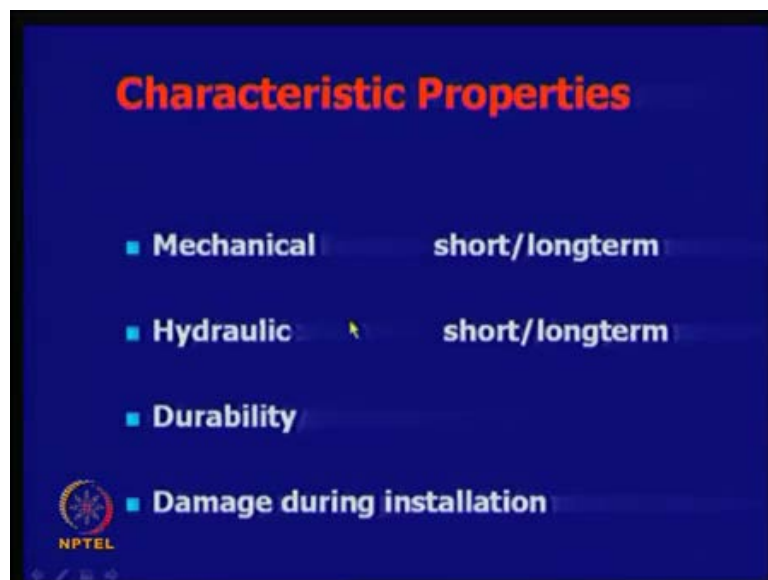 Characteristic Properties
Mechanical short/longterm
Hydraulic short/longterm
Durability
Damage during installation
NPTEL